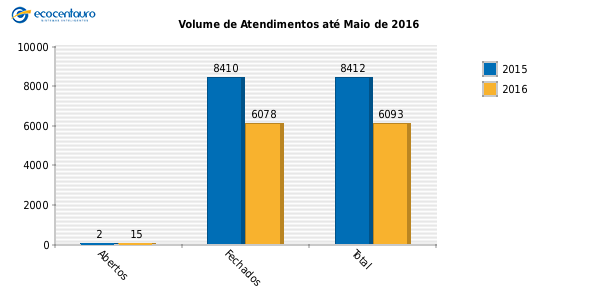 ecocentauro
Volume de Atendimentos até Maio de 2016
10000
8000
6000
4000
2000
0
2
15
8410
6078
8412
6093
Abertos
Fechados
Total
2015
2016